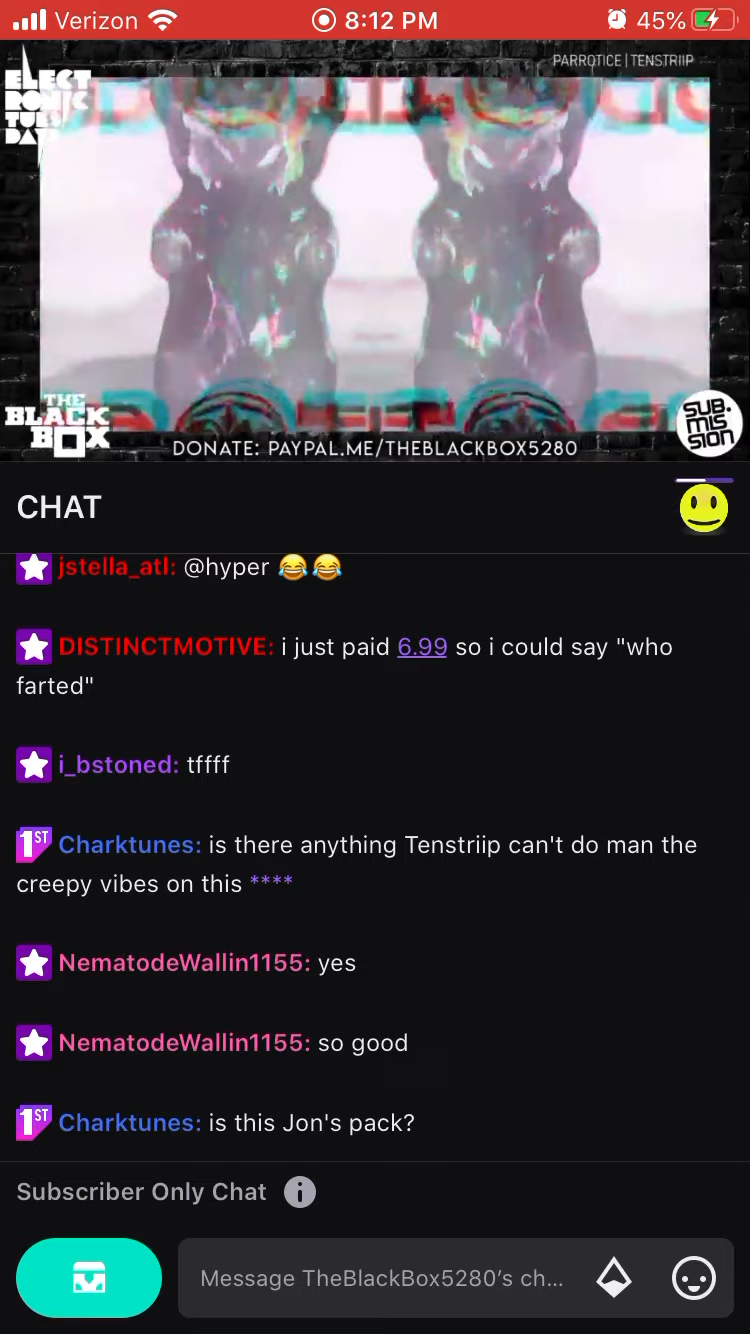 Verizon 8:12 PM 45%
PARROTICE | TENSTRIIP
ELECT
RONIC
TUES
DAYS
THE
BLACK
BOX
SUB.
MIS
SION
DONATE: PAYPAL.ME/THEBLACKBOX5280
CHAT
jstella_atl: @hyper 😂😂
DISTINCTMOTIVE: i just paid 6.99 so i could say "who
farted"
i_bstoned: tffff
1ST Charktunes: is there anything Tenstriip can't do man the
creepy vibes on this ****
NematodeWallin1155: yes
NematodeWallin1155: so good
1ST Charktunes: is this Jon's pack?
Subscriber Only Chat
Message TheBlackBox5280's ch...